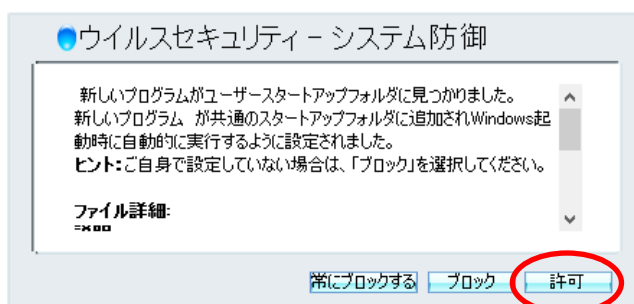 ウイルスセキュリティ − システム防御
新しいプログラムがユーザースタートアップフォルダに見つかりました。
新しいプログラム が共通のスタートアップフォルダに追加されWindows起
動時に自動的に実行するように設定されました。
ヒント:ご自身で設定していない場合は、「ブロック」を選択してください。
ファイル詳細:
常にブロックする ブロック 許可